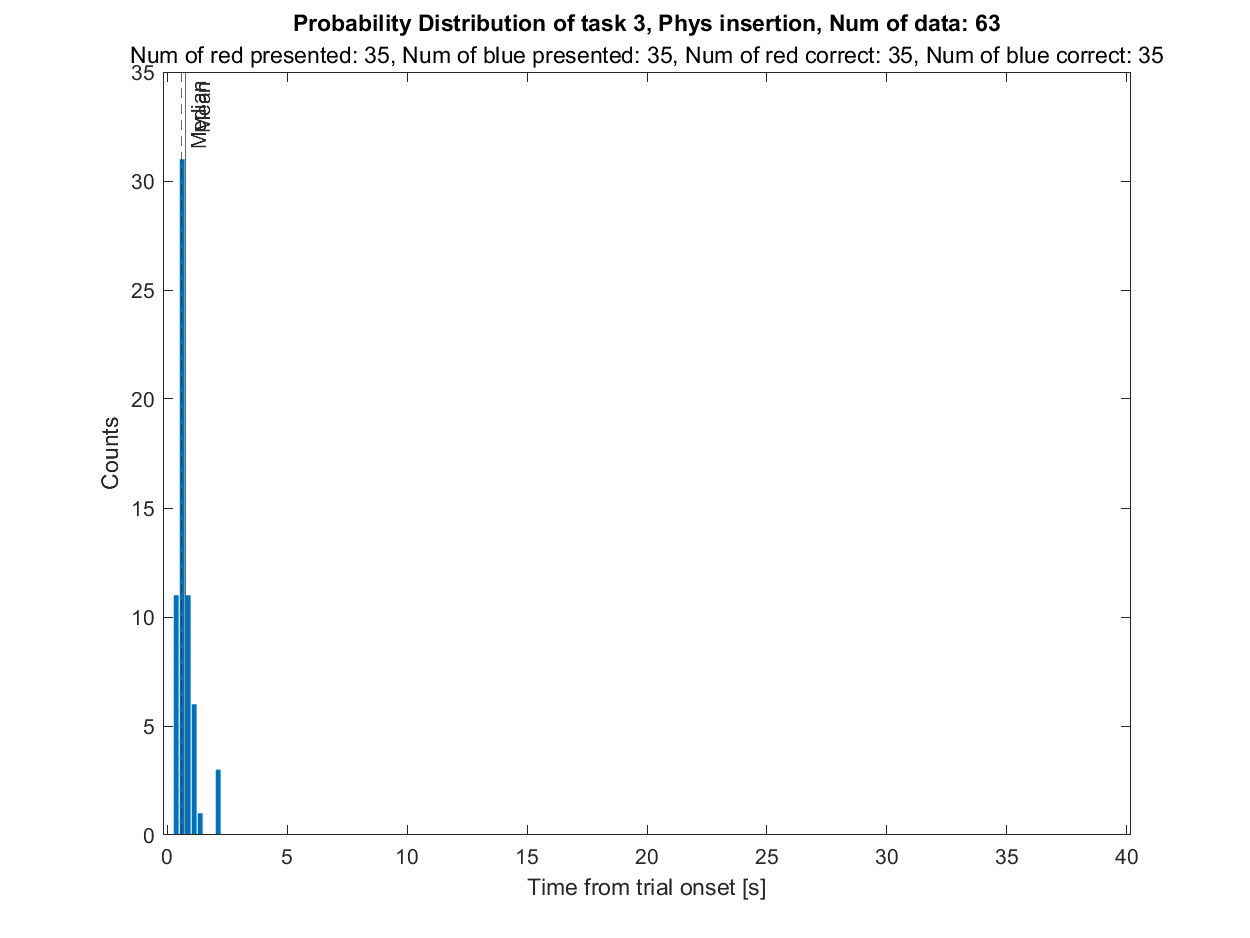 Probability Distribution of task 3, Phys insertion, Num of data: 63
Num of red presented: 35, Num of blue presented: 35, Num of red correct: 35, Num of blue correct: 35
Median
Mean
35
30
25
20
15
10
5
0
Counts
0 5 10 15 20 25 30 35 40
Time from trial onset [s]